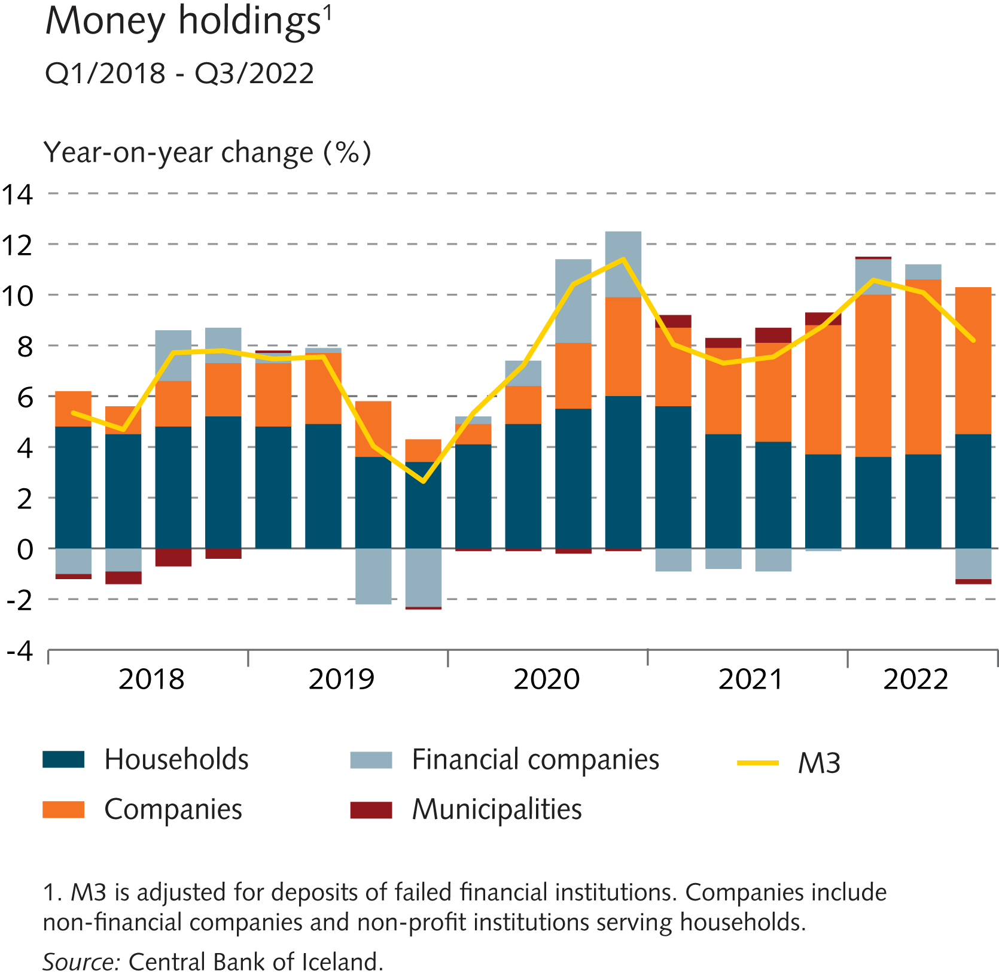 Money holdings¹
Q1/2018 - Q3/2022
Year-on-year change (%)
14
12
10
8
6
4
2
0
-2
-4
2018 2019 2020 2021 2022
Households Financial companies M3
Companies Municipalities
1. M3 is adjusted for deposits of failed financial institutions. Companies include
non-financial companies and non-profit institutions serving households.
Source: Central Bank of Iceland.